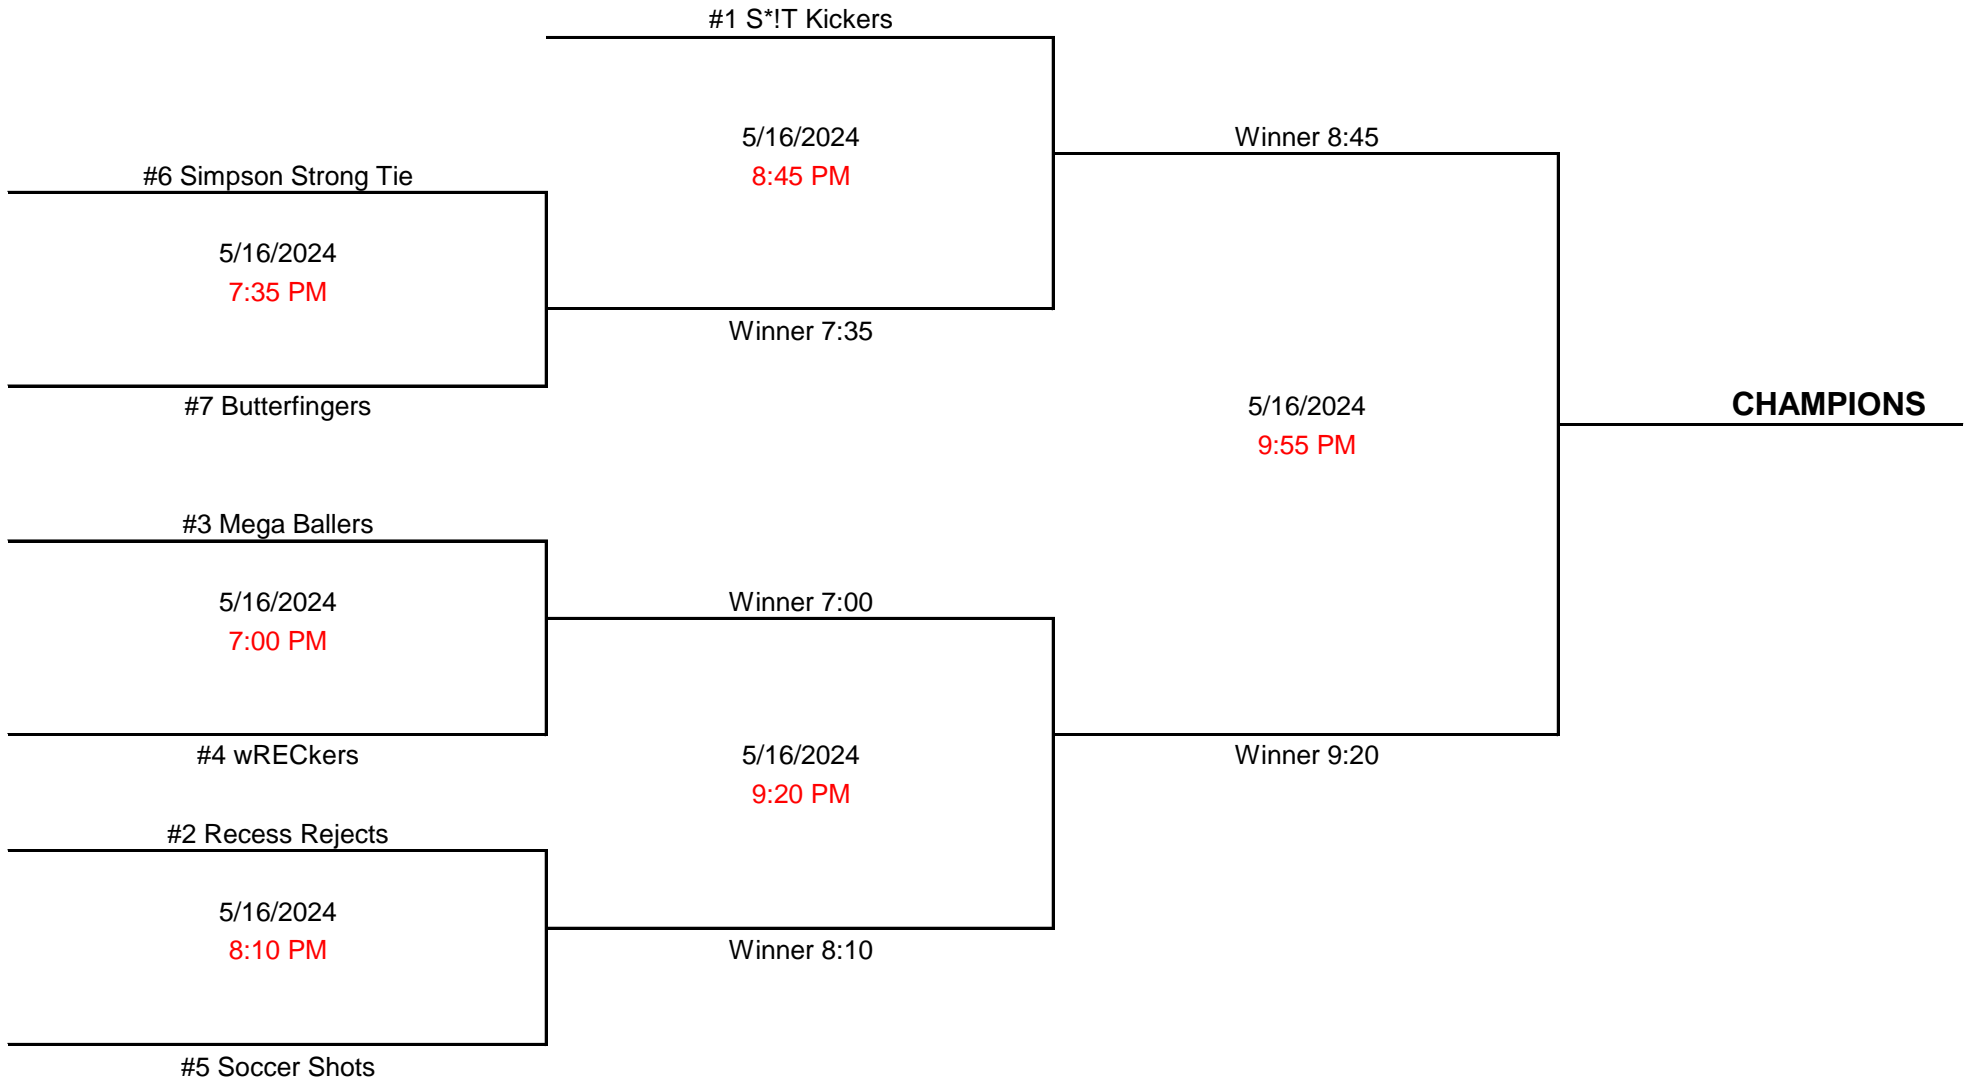 #1 S*!T Kickers
5/16/2024
8:45 PM
Winner 8:45
#6 Simpson Strong Tie
5/16/2024
7:35 PM
Winner 7:35
#7 Butterfingers
5/16/2024
9:55 PM
CHAMPIONS
#3 Mega Ballers
5/16/2024
7:00 PM
Winner 7:00
#4 wRECkers
5/16/2024
9:20 PM
Winner 9:20
#2 Recess Rejects
5/16/2024
8:10 PM
Winner 8:10
#5 Soccer Shots